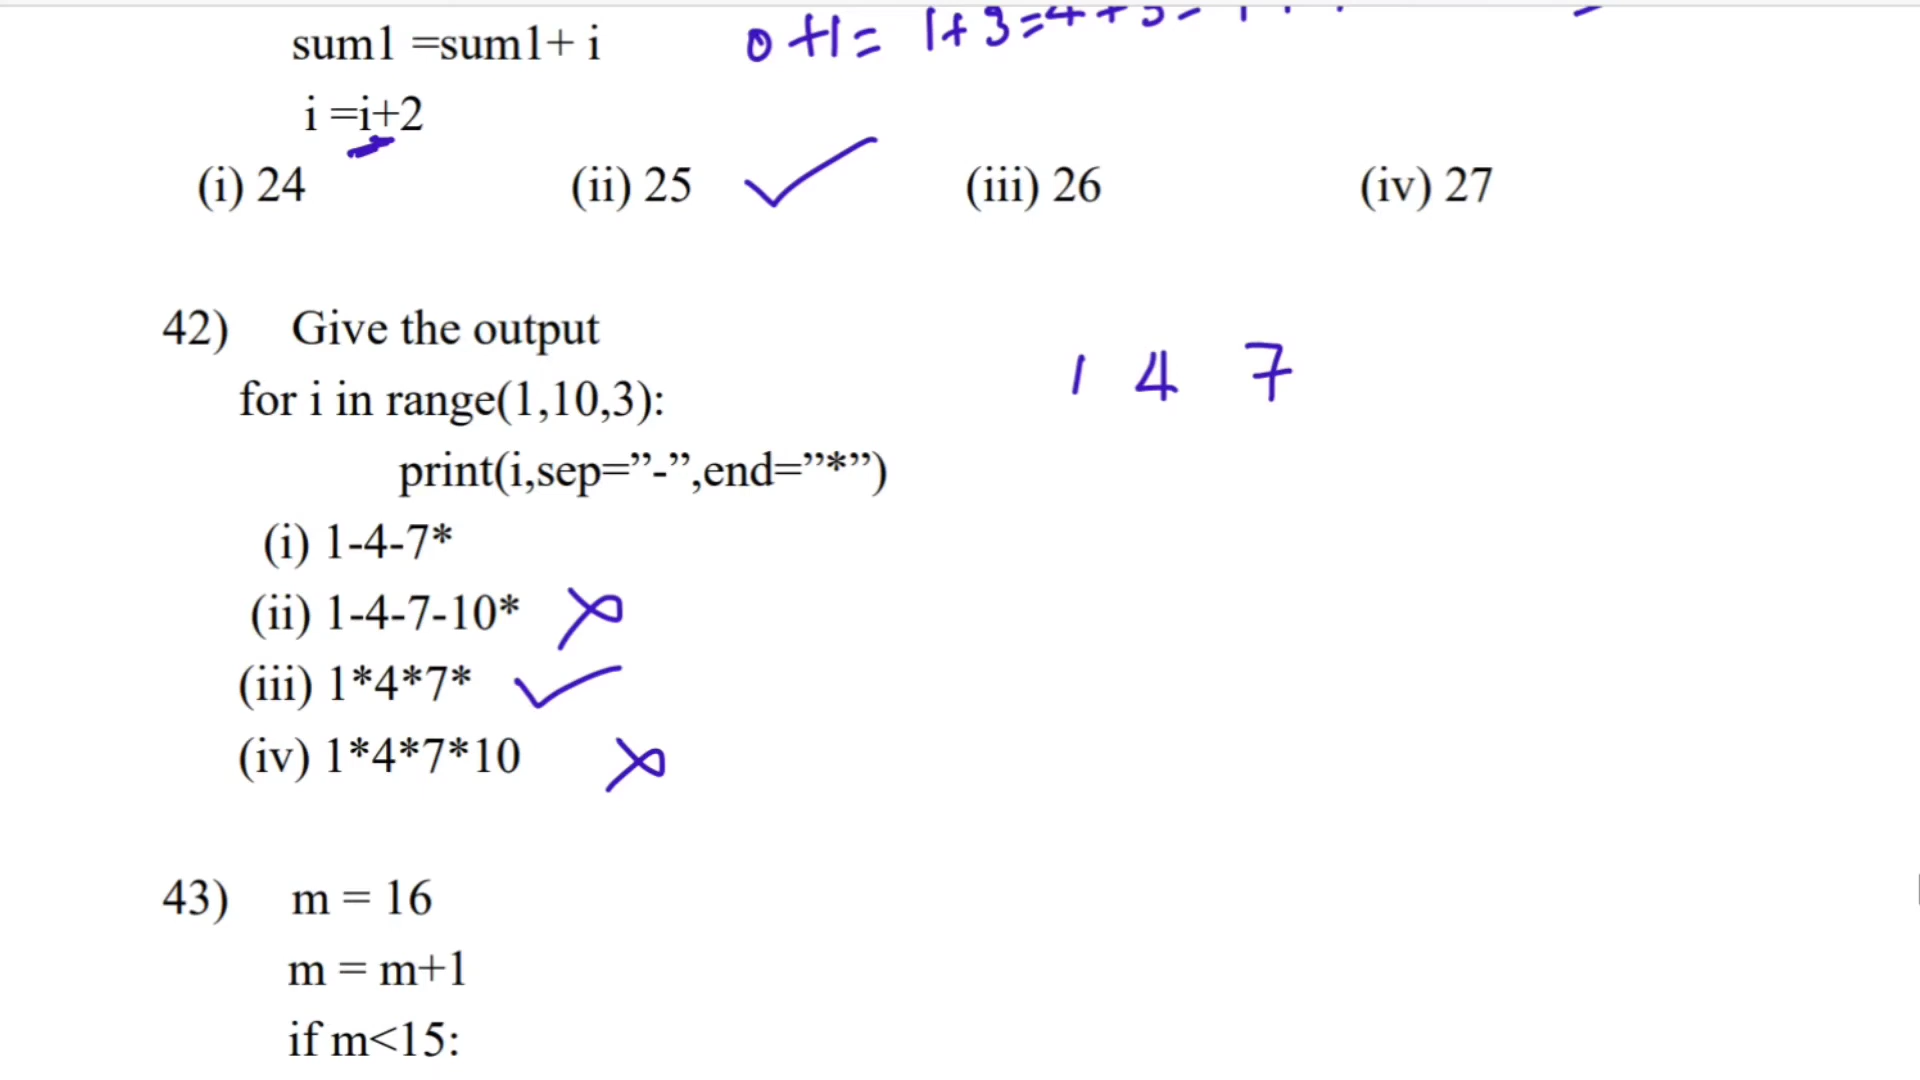 sum1 =sum1+ i 0+1= 1+3=4+5=
i =i+2
(i) 24 (ii) 25 (iii) 26 (iv) 27
42) Give the output
for i in range(1,10,3): 1 4 7
print(i,sep=”-”,end=”*”)
(i) 1-4-7*
(ii) 1-4-7-10*
(iii) 1*4*7*
(iv) 1*4*7*10
43) m = 16
m = m+1
if m<15: